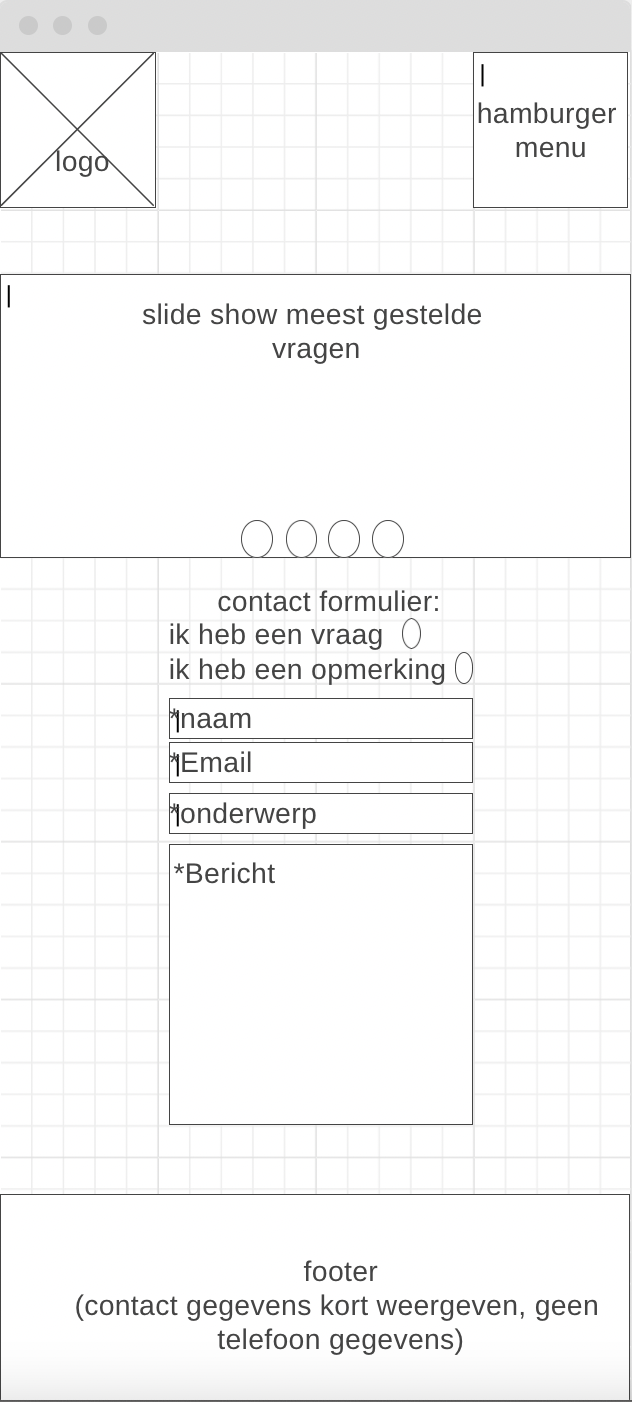 logo
hamburger
menu
slide show meest gestelde
vragen
contact formulier:
ik heb een vraag
ik heb een opmerking
*naam
*Email
*onderwerp
*Bericht
footer
(contact gegevens kort weergeven, geen
telefoon gegevens)